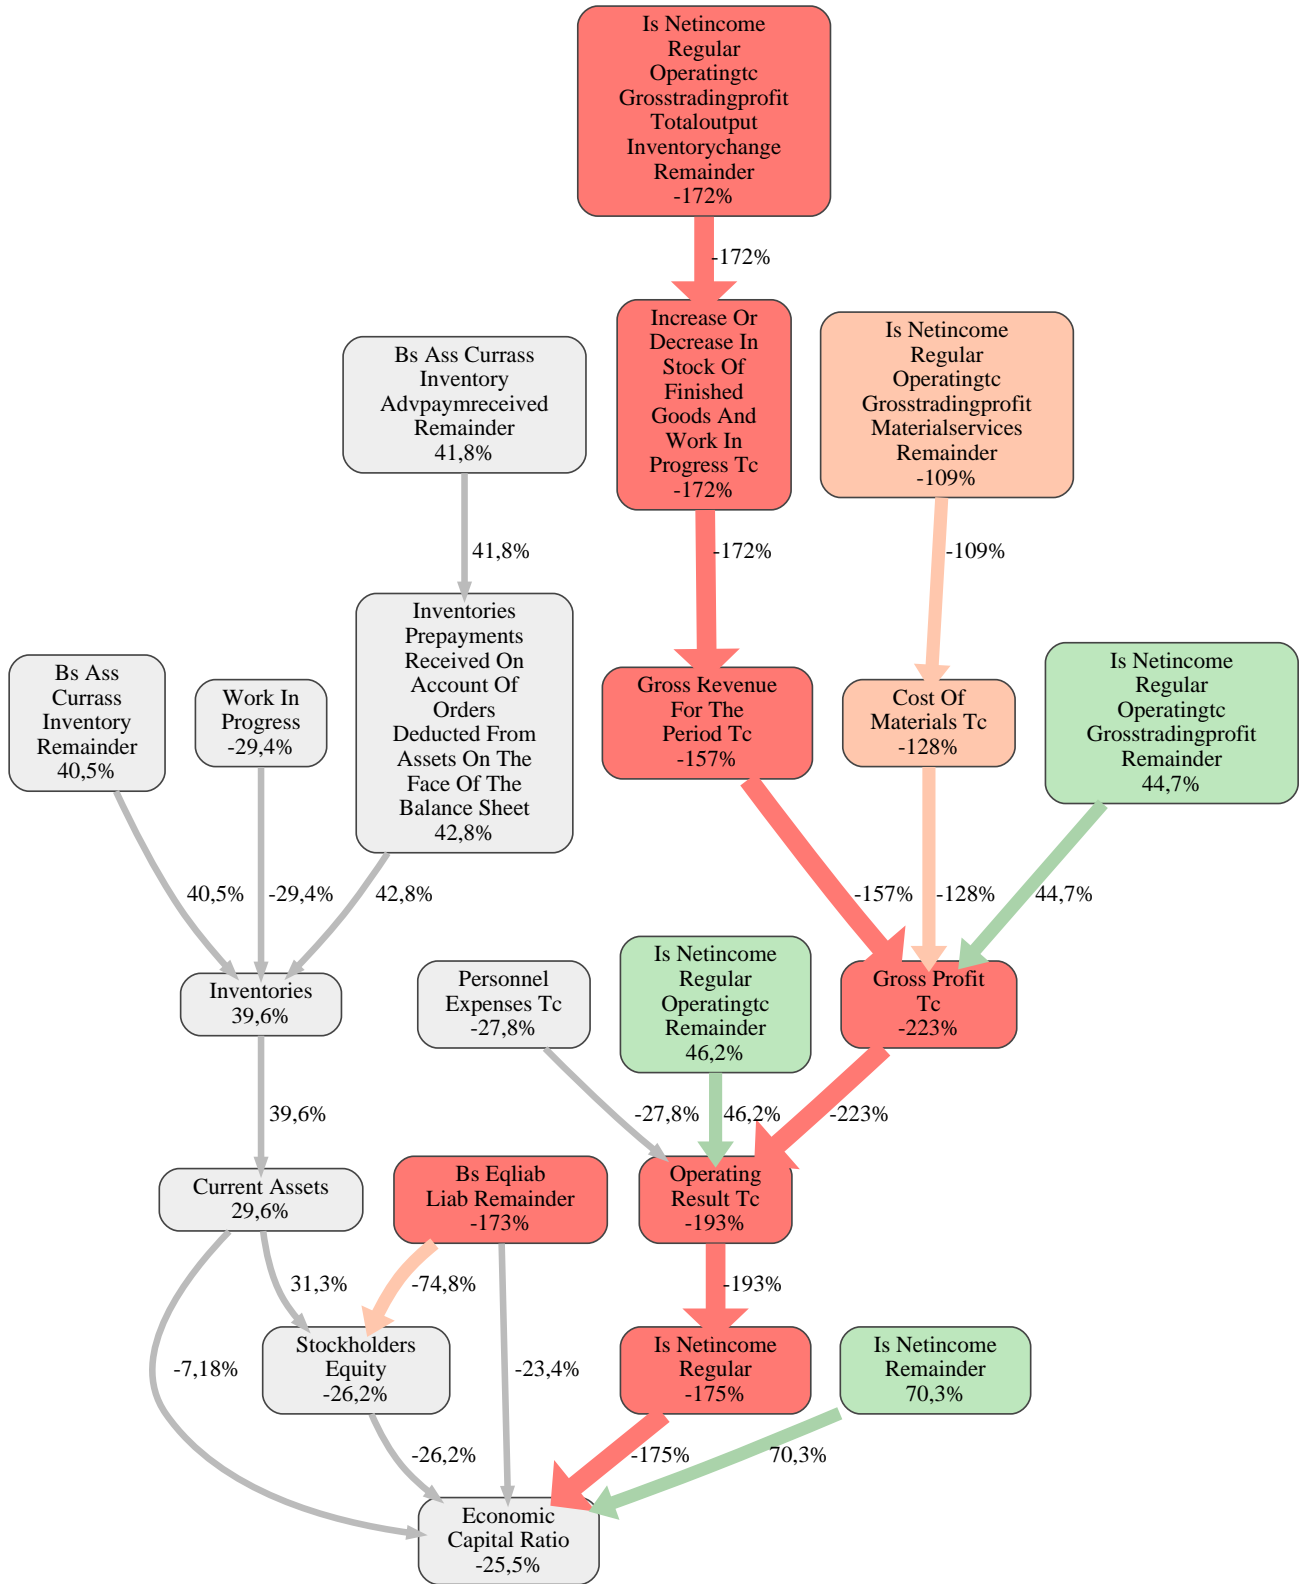 Is Netincome
Regular
Operatingtc
Grosstradingprofit
Totaloutput
Inventorychange
Remainder
-172%
-172%
Increase Or
Decrease In
Stock Of
Finished
Goods And
Work In
Progress Tc
-172%
Is Netincome
Regular
Operatingtc
Grosstradingprofit
Materialservices
Remainder
-109%
Bs Ass Currass
Inventory
Advpaymreceived
Remainder
41,8%
41,8%
-172%
-109%
Inventories
Prepayments
Received On
Account Of
Orders
Deducted From
Assets On The
Face Of The
Balance Sheet
42,8%
Bs Ass
Currass
Inventory
Remainder
40,5%
Work In
Progress
-29,4%
Gross Revenue
For The
Period Tc
-157%
Cost Of
Materials Tc
-128%
Is Netincome
Regular
Operatingtc
Grosstradingprofit
Remainder
44,7%
40,5%
-29,4%
42,8%
-157%
-128%
44,7%
Inventories
39,6%
Personnel
Expenses Tc
-27,8%
Is Netincome
Regular
Operatingtc
Remainder
46,2%
Gross Profit
Tc
-223%
39,6%
-27,8%
46,2%
-223%
Current Assets
29,6%
Bs Eqliab
Liab Remainder
-173%
Operating
Result Tc
-193%
31,3%
-74,8%
-193%
-7,18%
Stockholders
Equity
-26,2%
-23,4%
Is Netincome
Regular
-175%
Is Netincome
Remainder
70,3%
-26,2%
-175%
70,3%
Economic
Capital Ratio
-25,5%